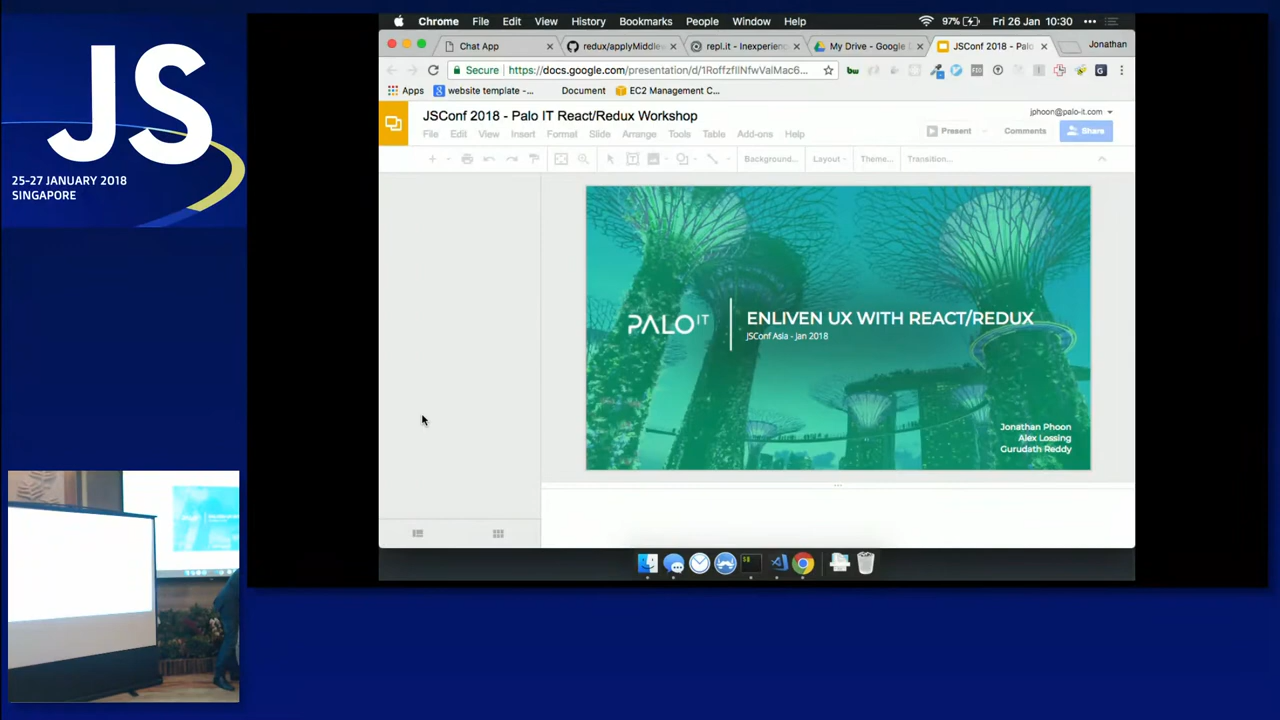 JS
25-27 JANUARY 2018
SINGAPORE
Chrome File Edit View History Bookmarks People Window Help 97% Fri 26 Jan 10:30
Chat App redux/applyMiddlew repl.it - Inexperienc My Drive - Google JSConf 2018 - Palo Jonathan
Secure https://docs.google.com/presentation/d/1RoffzfIlNfwValMac6...
Apps website template -... Document EC2 Management C...
JSConf 2018 - Palo IT React/Redux Workshop
jphoon@palo-it.com
File Edit View Insert Format Slide Arrange Tools Table Add-ons Help
Present Comments Share
Background... Layout Theme... Transition...
PALO IT
ENLIVEN UX WITH REACT/REDUX
JSConf Asia - Jan 2018
Jonathan Phoon
Alex Lossing
Gurudath Reddy